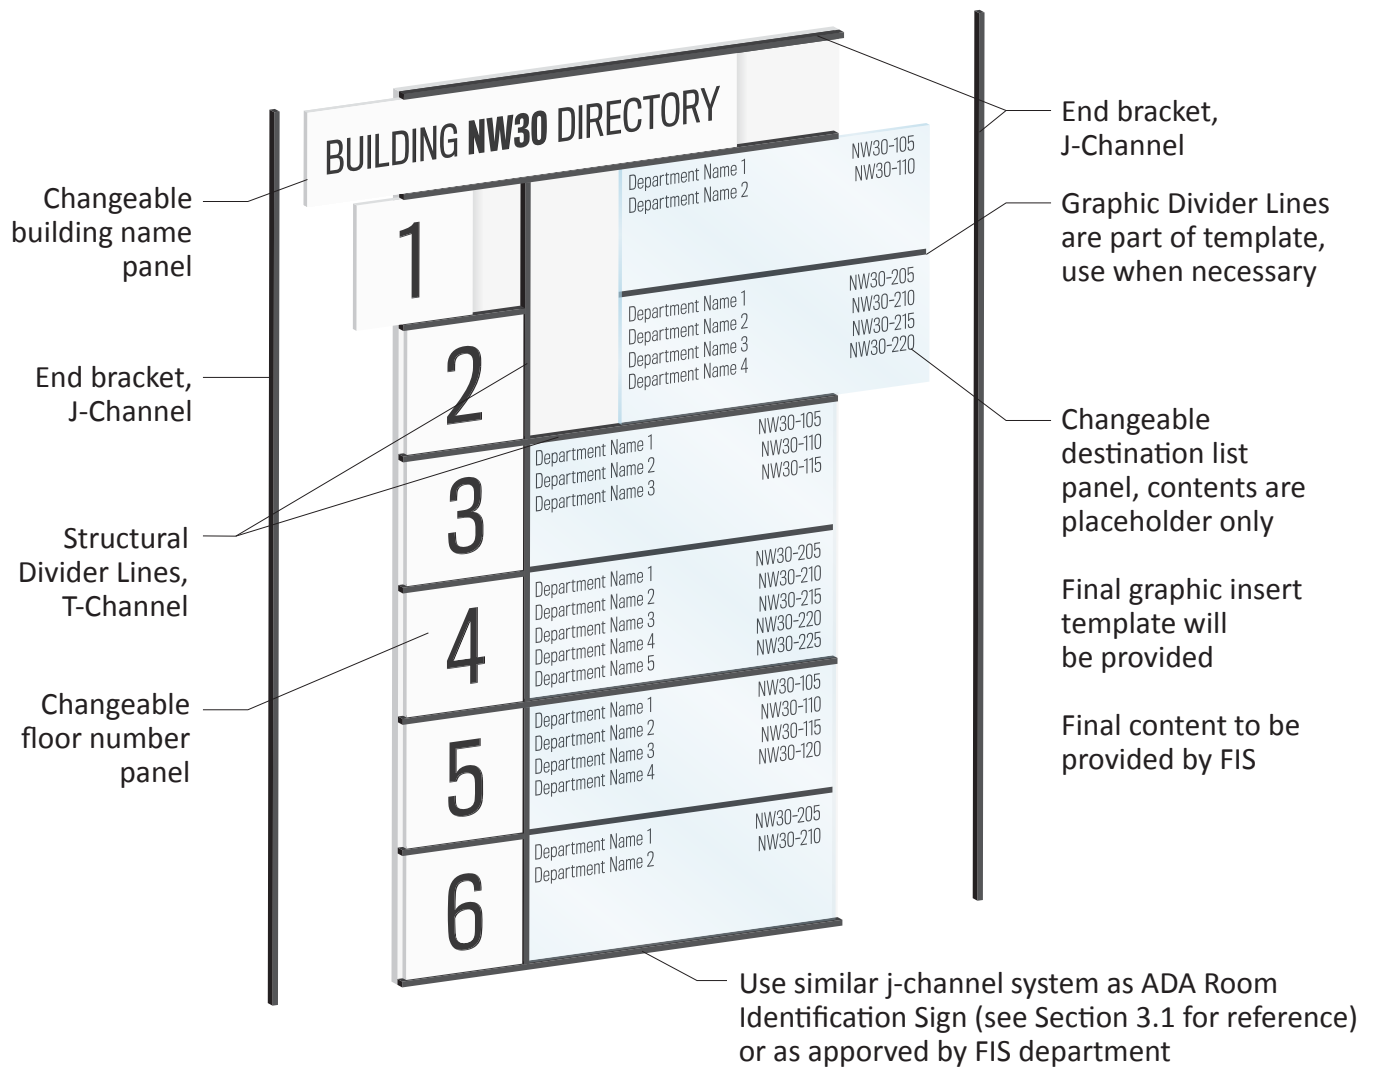 BUILDING NW30 DIRECTORY
Changeable
building name
panel
End bracket,
J-Channel
Structural
Divider Lines,
T-Channel
Changeable
floor number
panel
1
Department Name 1 NW30-105
Department Name 2 NW30-110
2
Department Name 1 NW30-205
Department Name 2 NW30-210
Department Name 3 NW30-215
Department Name 4 NW30-220
3
Department Name 1 NW30-105
Department Name 2 NW30-110
Department Name 3 NW30-115
4
Department Name 1 NW30-205
Department Name 2 NW30-210
Department Name 3 NW30-215
Department Name 4 NW30-220
Department Name 5 NW30-225
5
Department Name 1 NW30-105
Department Name 2 NW30-110
Department Name 3 NW30-115
Department Name 4 NW30-120
6
Department Name 1 NW30-205
Department Name 2 NW30-210
End bracket,
J-Channel
Graphic Divider Lines
are part of template,
use when necessary
Changeable
destination list
panel, contents are
placeholder only
Final graphic insert
template will
be provided
Final content to be
provided by FIS
Use similar j-channel system as ADA Room
Identification Sign (see Section 3.1 for reference)
or as apporved by FIS department